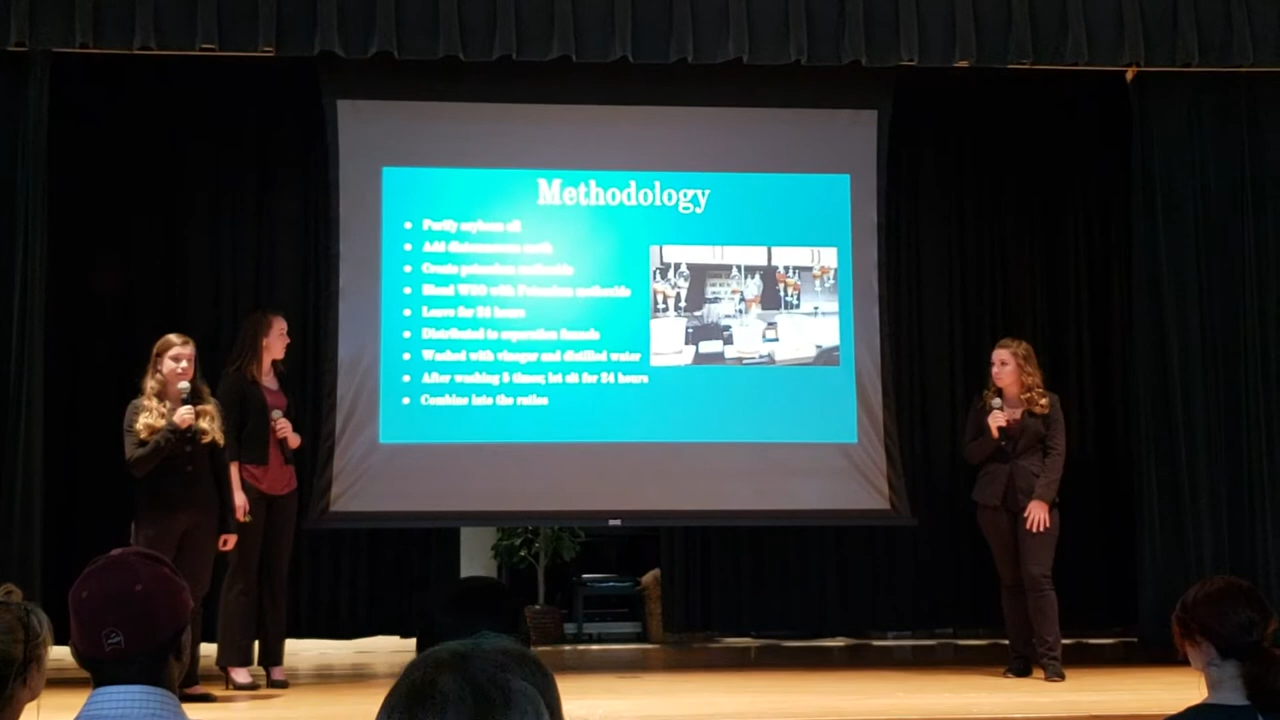 Methodology
Purify soybean oil
Add diatomaceous earth
Create potassium methoxide
Blend WSO with Potassium methoxide
Leave for 24 hours
Distributed to separation funnels
Washed with vinegar and distilled water
After washing 5 times, let sit for 24 hours
Combine into the ratios